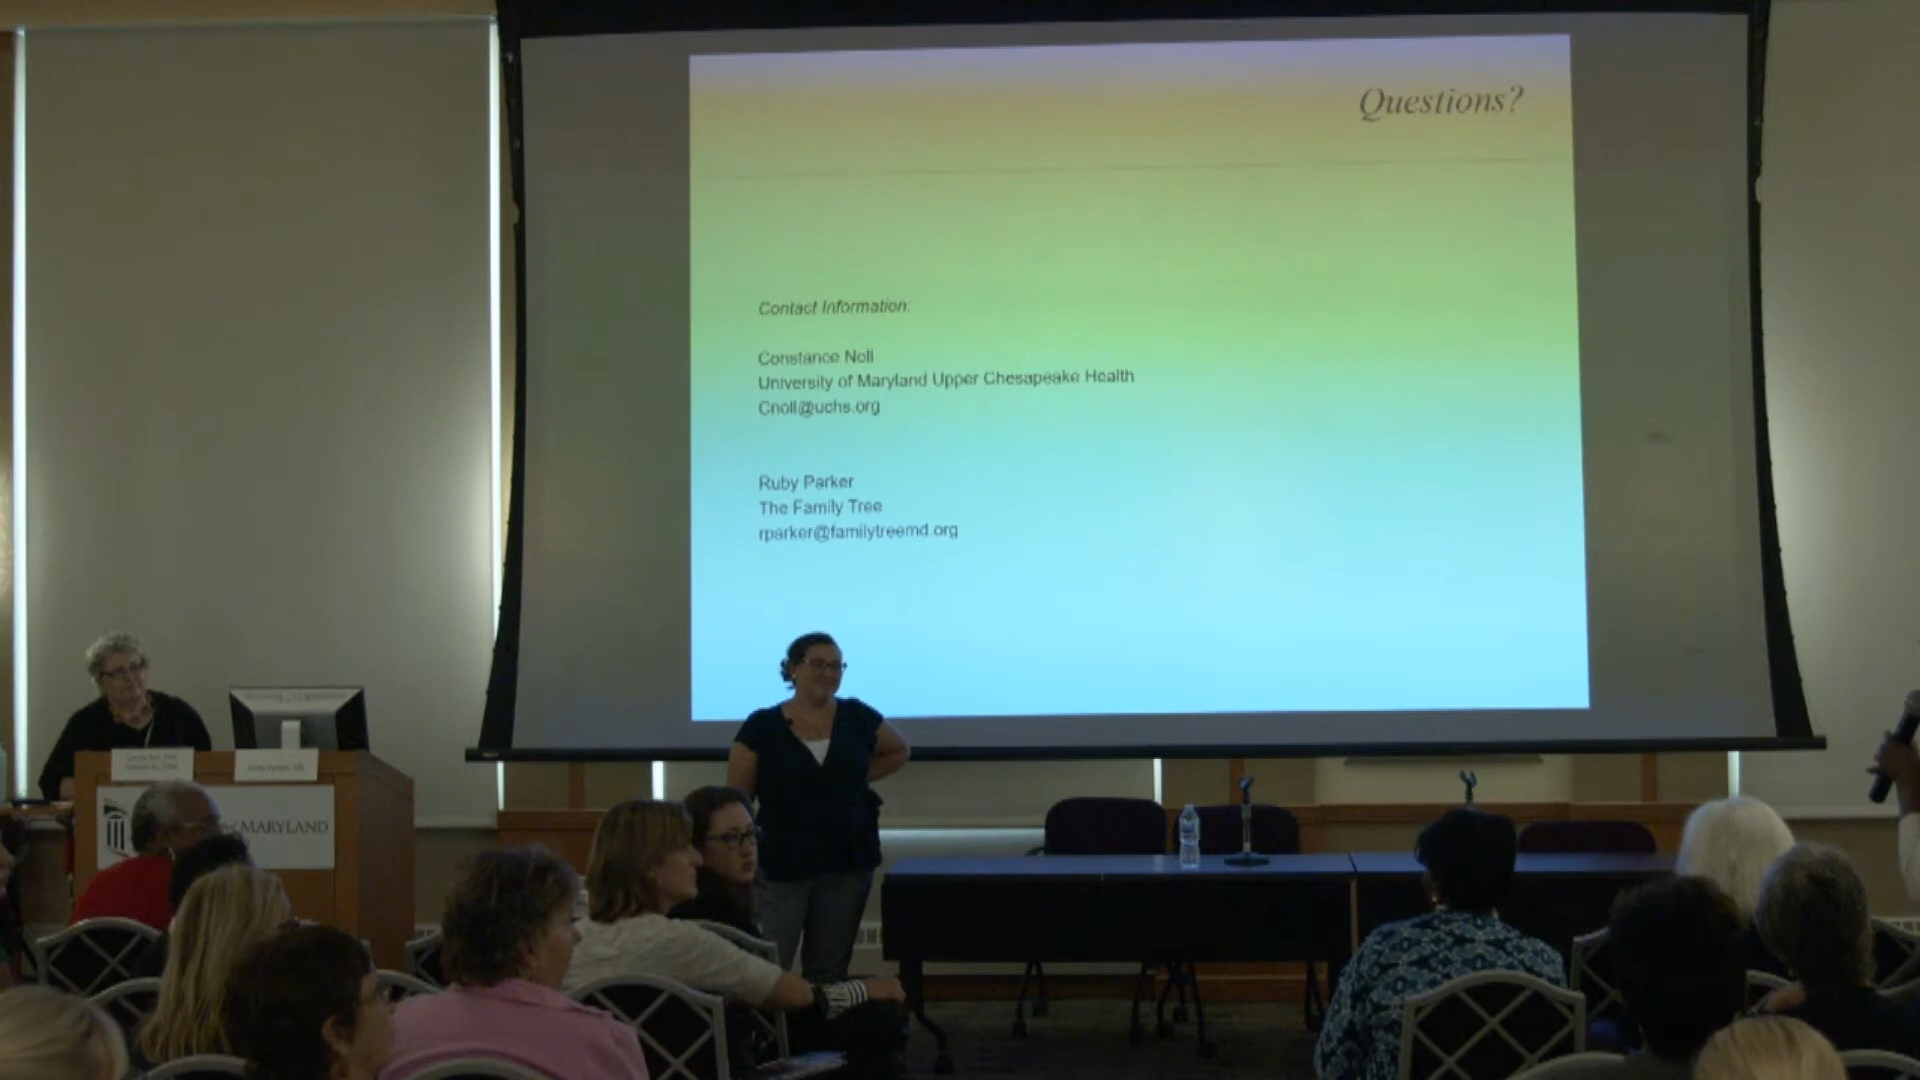 Questions?
Contact Information:
Constance Noll
University of Maryland Upper Chesapeake Health
Cnoll@uchs.org
Ruby Parker
The Family Tree
rparker@familytreemd.org
MARYLAND